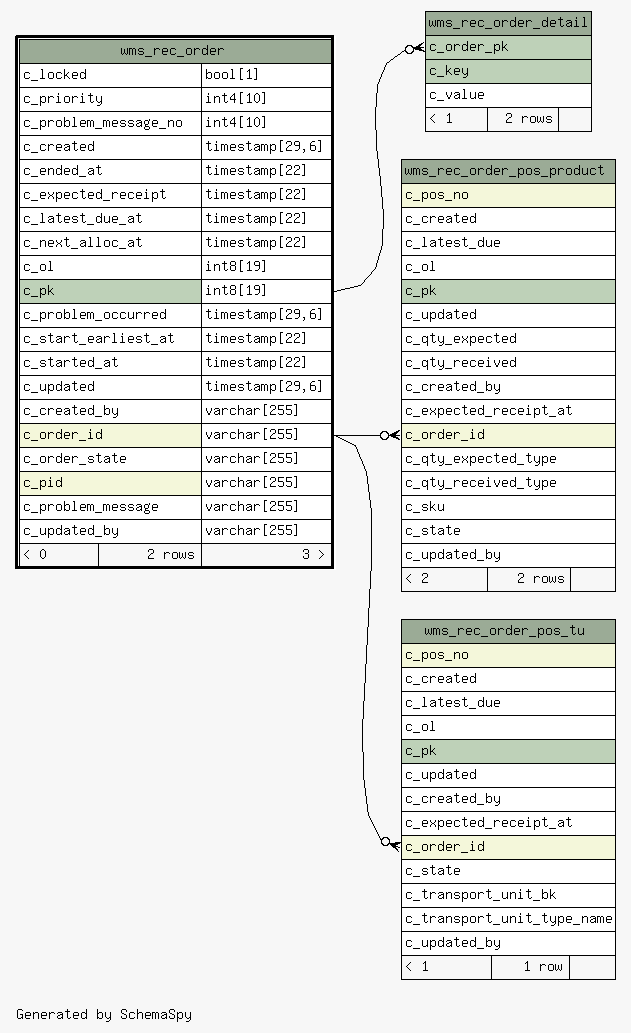 wms_rec_order
c_locked bool[1]
c_priority int4[10]
c_problem_message_no int4[10]
c_created timestamp[29,6]
c_ended_at timestamp[22]
c_expected_receipt timestamp[22]
c_latest_due_at timestamp[22]
c_next_alloc_at timestamp[22]
c_ol int8[19]
c_pk int8[19]
c_problem_occurred timestamp[29,6]
c_start_earliest_at timestamp[22]
c_started_at timestamp[22]
c_updated timestamp[29,6]
c_created_by varchar[255]
c_order_id varchar[255]
c_order_state varchar[255]
c_pid varchar[255]
c_problem_message varchar[255]
c_updated_by varchar[255]
< 0 2 rows 3 >
wms_rec_order_detail
c_order_pk
c_key
c_value
< 1 2 rows
wms_rec_order_pos_product
c_pos_no
c_created
c_latest_due
c_ol
c_pk
c_updated
c_qty_expected
c_qty_received
c_created_by
c_expected_receipt_at
c_order_id
c_qty_expected_type
c_qty_received_type
c_sku
c_state
c_updated_by
< 2 2 rows
wms_rec_order_pos_tu
c_pos_no
c_created
c_latest_due
c_ol
c_pk
c_updated
c_created_by
c_expected_receipt_at
c_order_id
c_state
c_transport_unit_bk
c_transport_unit_type_name
c_updated_by
< 1 1 row
Generated by SchemaSpy